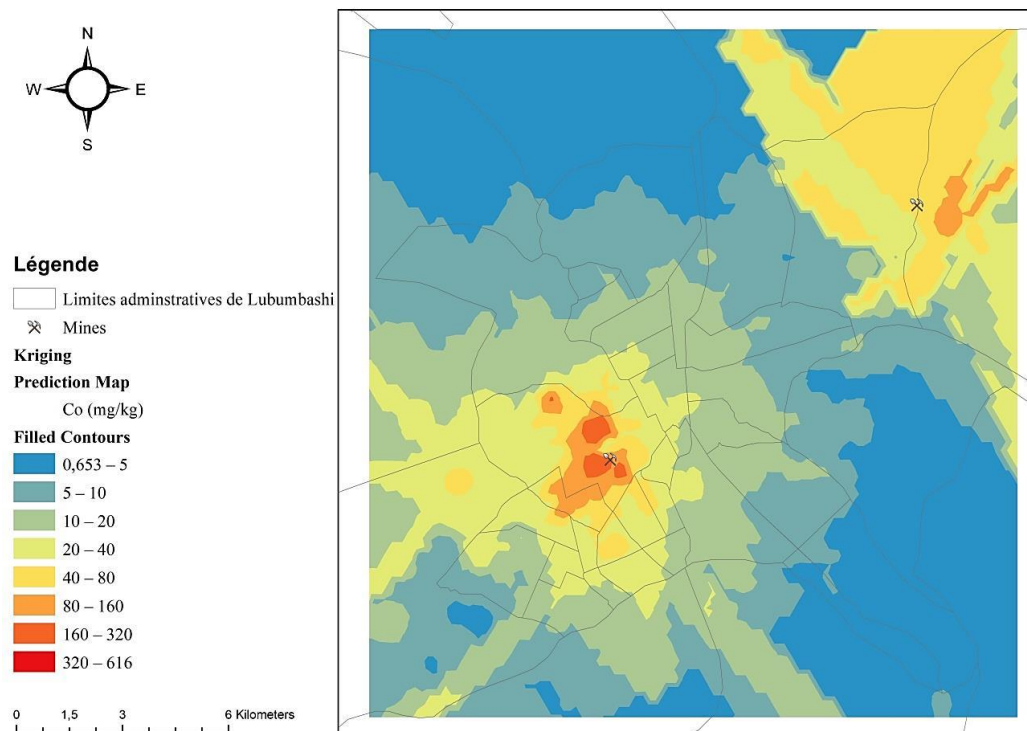 N
W
E
S
Légende
Limites adminstratives de Lubumbashi
Mines
Kriging
Prediction Map
Co (mg/kg)
Filled Contours
0,653 – 5
5 – 10
10 – 20
20 – 40
40 – 80
80 – 160
160 – 320
320 – 616
0 1,5 3 6 Kilometers